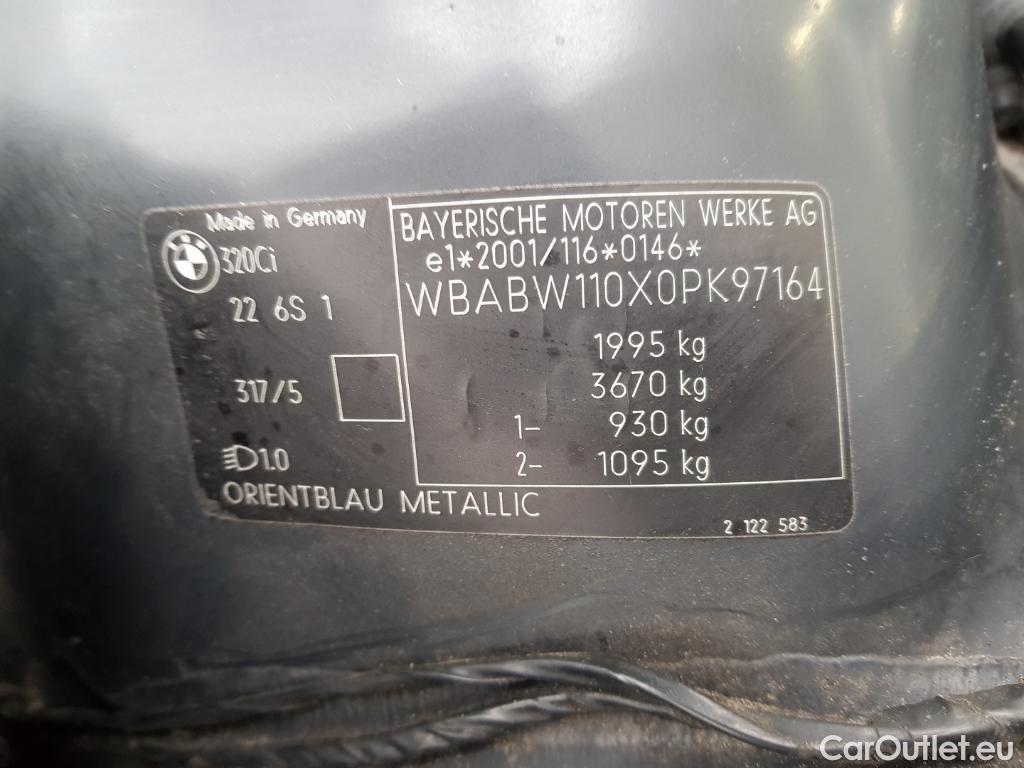 Made in Germany
320Ci
22 6S 1
317/5
1.0
ORIENTBLAU METALLIC
BAYERISCHE MOTOREN WERKE AG
e1*2001/116*0146*
WBABW110X0PK97164
1995 kg
3670 kg
1- 930 kg
2- 1095 kg
2 122 583
CarOutlet.eu